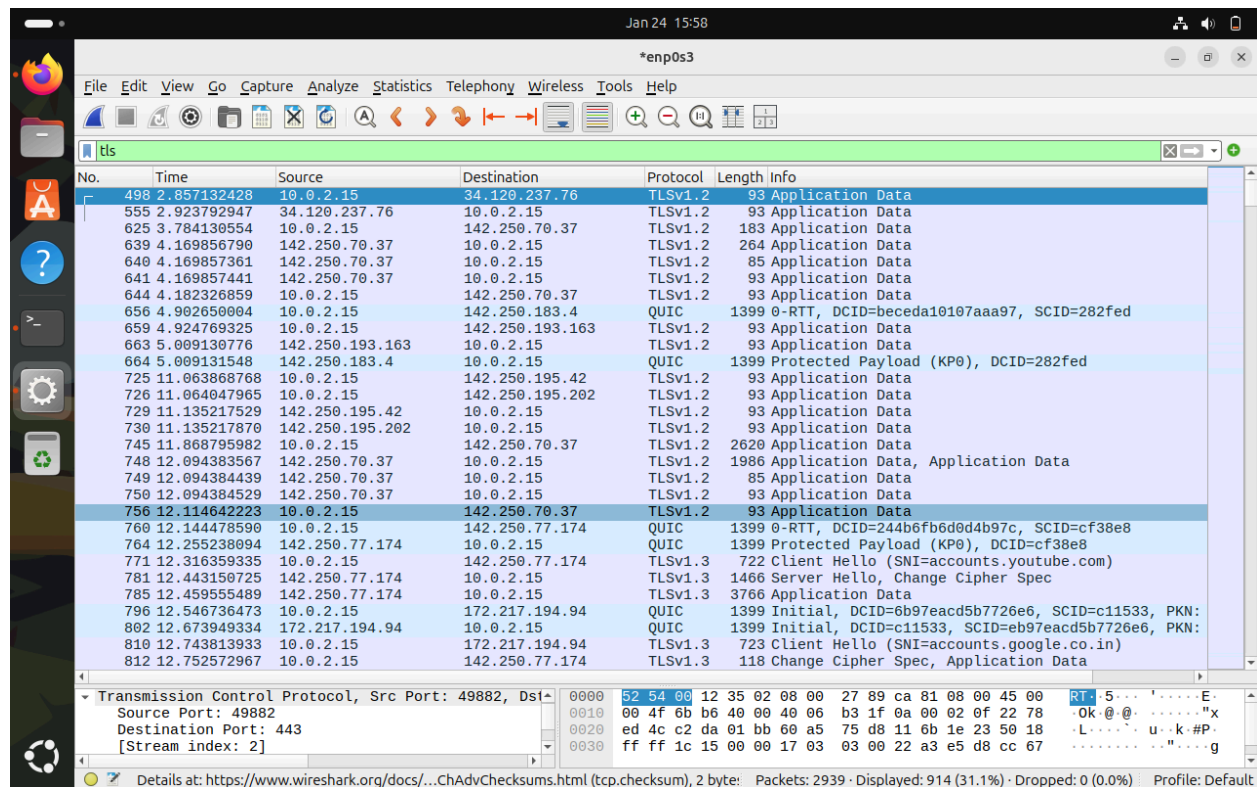 Jan 24 15:58
*enp0s3
File Edit View Go Capture Analyze Statistics Telephony Wireless Tools Help
tls
No. Time Source Destination Protocol Length Info
498 2.857132428 10.0.2.15 34.120.237.76 TLSv1.2 93 Application Data
555 2.923792947 34.120.237.76 10.0.2.15 TLSv1.2 93 Application Data
625 3.784130554 10.0.2.15 142.250.70.37 TLSv1.2 183 Application Data
639 4.169856790 142.250.70.37 10.0.2.15 TLSv1.2 264 Application Data
640 4.169857361 142.250.70.37 10.0.2.15 TLSv1.2 85 Application Data
641 4.169857441 142.250.70.37 10.0.2.15 TLSv1.2 93 Application Data
644 4.182326859 10.0.2.15 142.250.70.37 TLSv1.2 93 Application Data
656 4.902650004 10.0.2.15 142.250.183.4 QUIC 1399 0-RTT, DCID=beceda10107aaa97, SCID=282fed
659 4.924769325 10.0.2.15 142.250.193.163 TLSv1.2 93 Application Data
663 5.009130776 142.250.193.163 10.0.2.15 TLSv1.2 93 Application Data
664 5.009131548 142.250.183.4 10.0.2.15 QUIC 1399 Protected Payload (KP0), DCID=282fed
725 11.063868768 10.0.2.15 142.250.195.42 TLSv1.2 93 Application Data
726 11.064047965 10.0.2.15 142.250.195.202 TLSv1.2 93 Application Data
729 11.135217529 142.250.195.42 10.0.2.15 TLSv1.2 93 Application Data
730 11.135217870 142.250.195.202 10.0.2.15 TLSv1.2 93 Application Data
745 11.868795982 10.0.2.15 142.250.70.37 TLSv1.2 2620 Application Data
748 12.094383567 142.250.70.37 10.0.2.15 TLSv1.2 1986 Application Data, Application Data
749 12.094384439 142.250.70.37 10.0.2.15 TLSv1.2 85 Application Data
750 12.094384529 142.250.70.37 10.0.2.15 TLSv1.2 93 Application Data
756 12.114642223 10.0.2.15 142.250.70.37 TLSv1.2 93 Application Data
760 12.144478590 10.0.2.15 142.250.77.174 QUIC 1399 0-RTT, DCID=244b6fb6d0d4b97c, SCID=cf38e8
764 12.255238094 142.250.77.174 10.0.2.15 QUIC 1399 Protected Payload (KP0), DCID=cf38e8
771 12.316359335 10.0.2.15 142.250.77.174 TLSv1.3 722 Client Hello (SNI=accounts.youtube.com)
781 12.443150725 142.250.77.174 10.0.2.15 TLSv1.3 1466 Server Hello, Change Cipher Spec
785 12.459555489 142.250.77.174 10.0.2.15 TLSv1.3 3766 Application Data
796 12.546736473 10.0.2.15 172.217.194.94 QUIC 1399 Initial, DCID=6b97eacd5b7726e6, SCID=c11533, PKN:
802 12.673949334 172.217.194.94 10.0.2.15 QUIC 1399 Initial, DCID=c11533, SCID=eb97eacd5b7726e6, PKN:
810 12.743813933 10.0.2.15 172.217.194.94 TLSv1.3 723 Client Hello (SNI=accounts.google.co.in)
812 12.752572967 10.0.2.15 142.250.77.174 TLSv1.3 118 Change Cipher Spec, Application Data
Transmission Control Protocol, Src Port: 49882, Dst
Source Port: 49882
Destination Port: 443
[Stream index: 2]
0000 52 54 00 12 35 02 08 00 27 89 ca 81 08 00 45 00 RT··5··· '·····E·
0010 00 4f 6b b6 40 00 40 06 b3 1f 0a 00 02 0f 22 78 ·Ok·@·@· ······"x
0020 ed 4c c2 da 01 bb 60 a5 75 d8 11 6b 1e 23 50 18 ·L····`· u··k·#P·
0030 ff ff 1c 15 00 00 17 03 03 00 22 a3 e5 d8 cc 67 ········ ··"····g
Details at: https://www.wireshark.org/docs/…ChAdvChecksums.html (tcp.checksum), 2 byte: Packets: 2939 · Displayed: 914 (31.1%) · Dropped: 0 (0.0%) Profile: Default